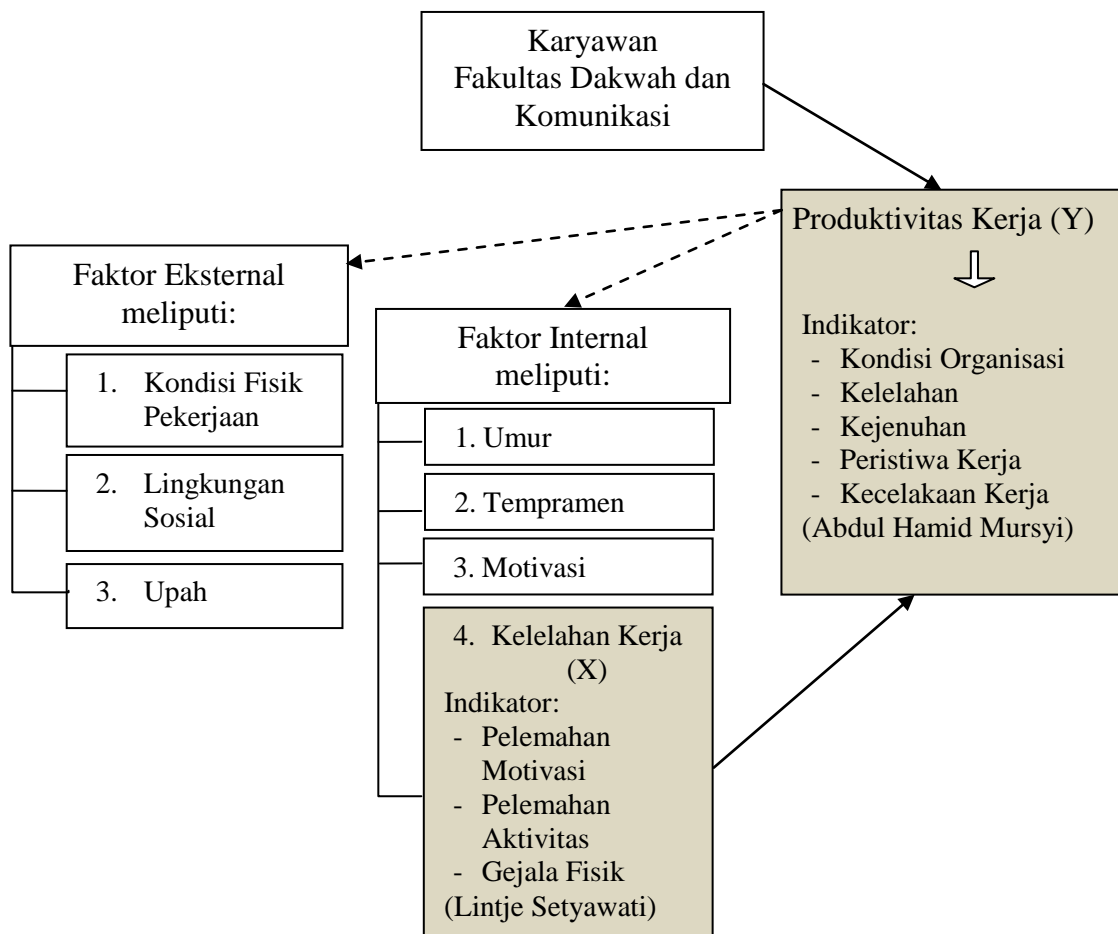 Karyawan
Fakultas Dakwah dan
Komunikasi
Produktivitas Kerja (Y)
Indikator:
- Kondisi Organisasi
- Kelelahan
- Kejenuhan
- Peristiwa Kerja
- Kecelakaan Kerja
(Abdul Hamid Mursyi)
Faktor Eksternal
meliputi:
1. Kondisi Fisik
Pekerjaan
2. Lingkungan
Sosial
3. Upah
Faktor Internal
meliputi:
1. Umur
2. Tempramen
3. Motivasi
4. Kelelahan Kerja
(X)
Indikator:
- Pelemahan
Motivasi
- Pelemahan
Aktivitas
- Gejala Fisik
(Lintje Setyawati)